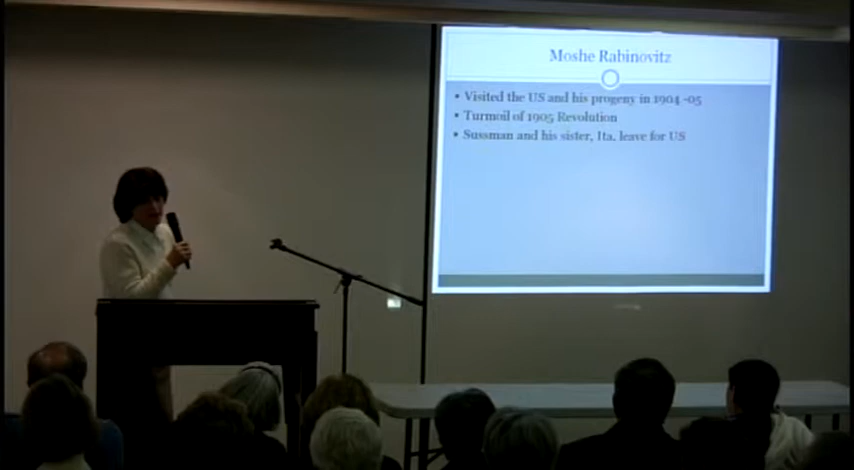 Moshe Rabinovitz
• Visited the US and his progeny in 1904 -05
• Turmoil of 1905 Revolution
• Sussman and his sister, Ita, leave for US